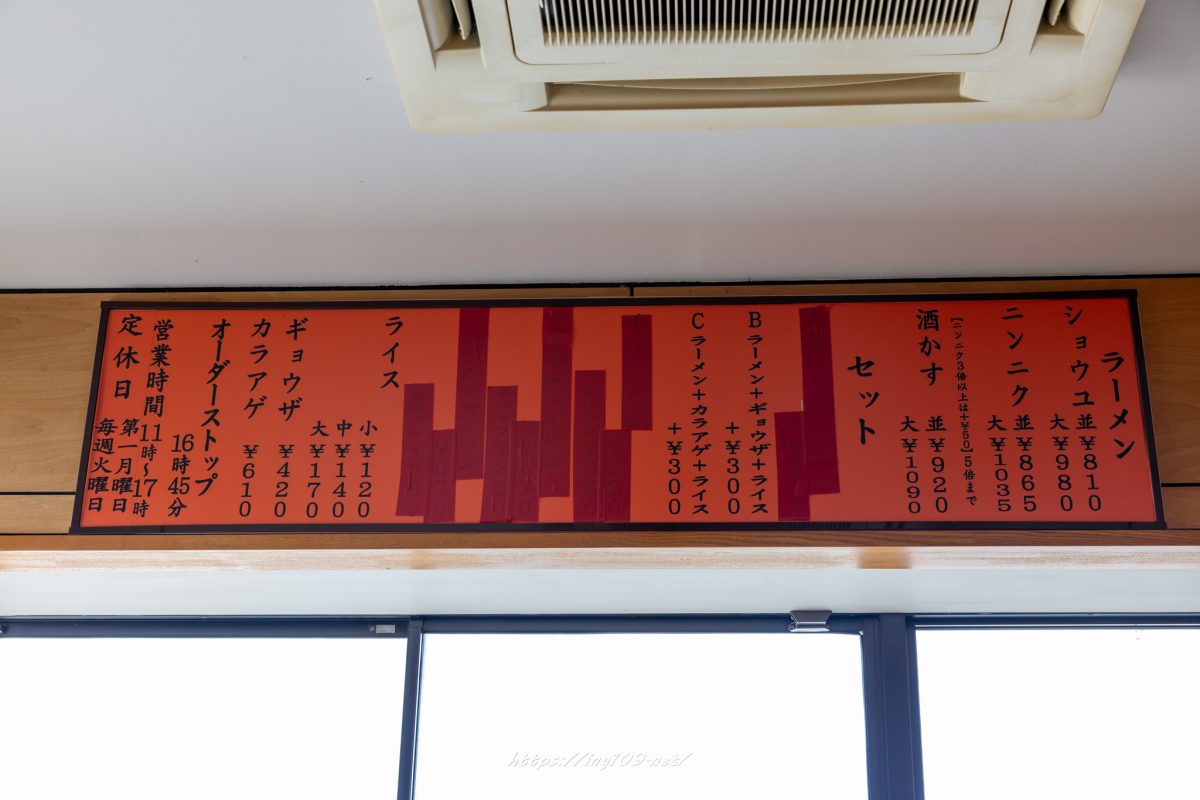 ラーメン
ショウユ 並¥810
大¥980
ニンニク 並¥865
大¥1035
【ニンニク3倍以上は+¥50】5倍まで
酒かす 並¥920
大¥1090
セット
B ラーメン+ギョウザ+ライス
+¥300
C ラーメン+カラアゲ+ライス
+¥300
ライス 小¥120
中¥140
大¥170
ギョウザ ¥420
カラアゲ ¥610
オーダーストップ
16時45分
営業時間 11時〜17時
定休日 第一月曜日
毎週火曜日
https://ing109.net/